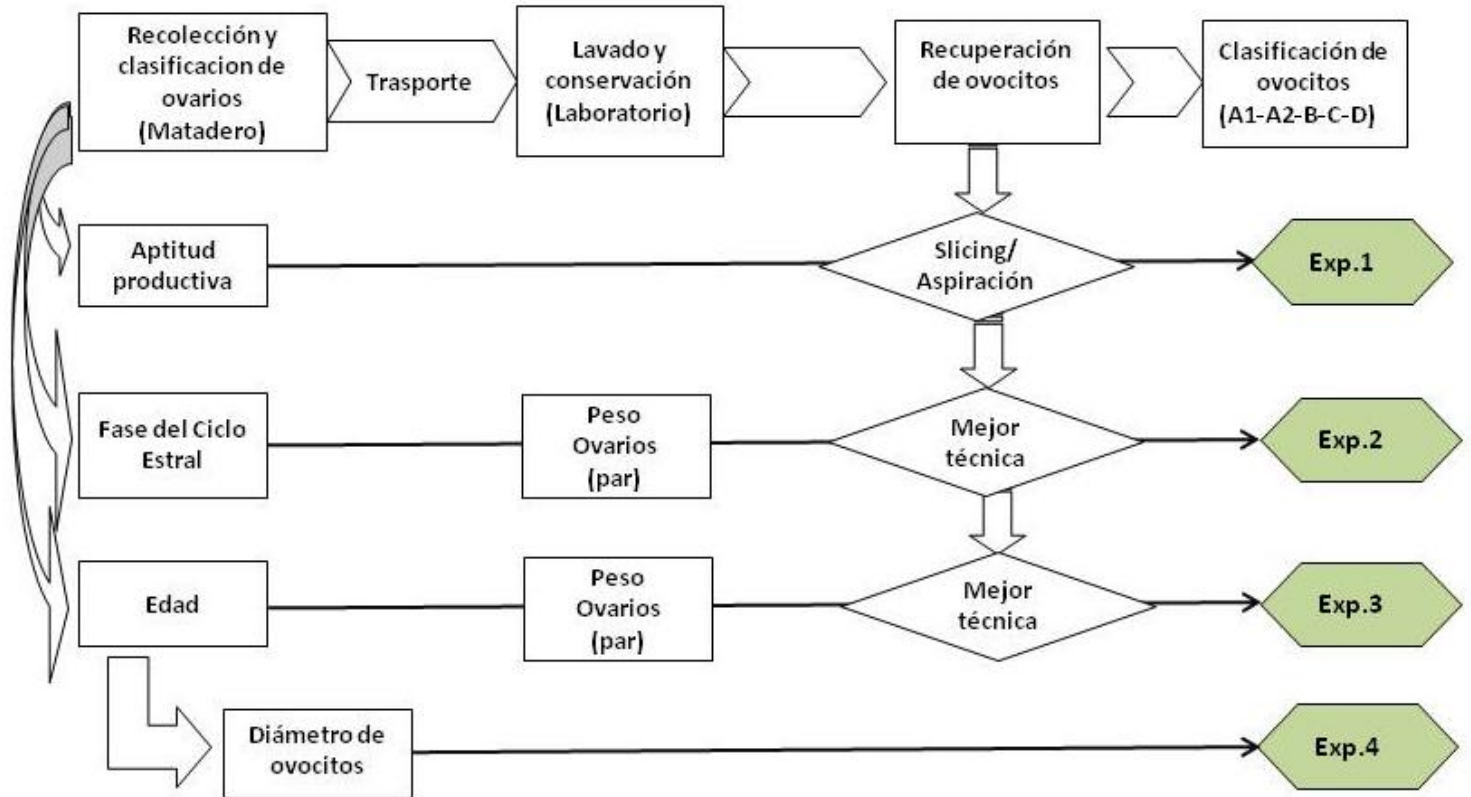 Recolección y
clasificacion de
ovarios
(Matadero)
Trasporte
Lavado y
conservación
(Laboratorio)
Recuperación
de ovocitos
Clasificación de
ovocitos
(A1-A2-B-C-D)
Aptitud
productiva
Slicing/
Aspiración
Exp.1
Fase del Ciclo
Estral
Peso
Ovarios
(par)
Mejor
técnica
Exp.2
Edad
Peso
Ovarios
(par)
Mejor
técnica
Exp.3
Diámetro de
ovocitos
Exp.4